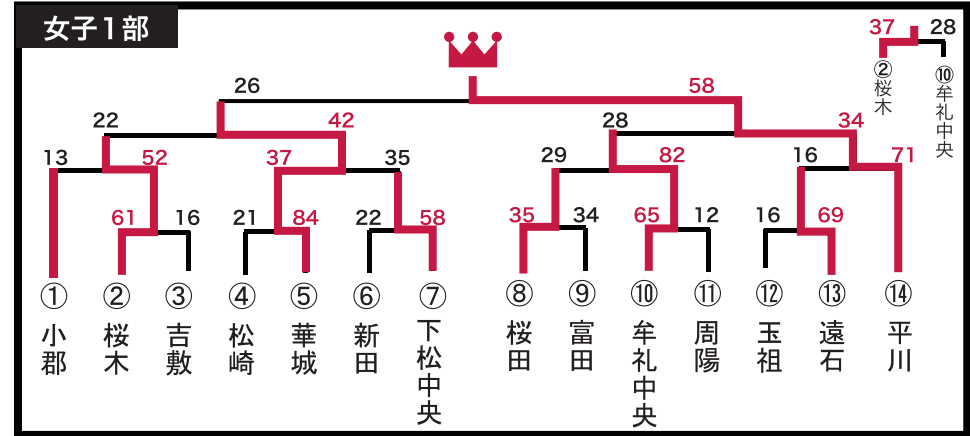 女子1部
37 28
② ⑩
桜木
牟礼中央
26 58
22 42 28 34
13 52 37 35 29 82 16 71
61 16 21 84 22 58 35 34 65 12 16 69
① ② ③ ④ ⑤ ⑥ ⑦ ⑧ ⑨ ⑩ ⑪ ⑫ ⑬ ⑭
小郡
桜木
吉敷
松崎
華城
新田
下松中央
桜田
富田
牟礼中央
周陽
玉祖
遠石
平川